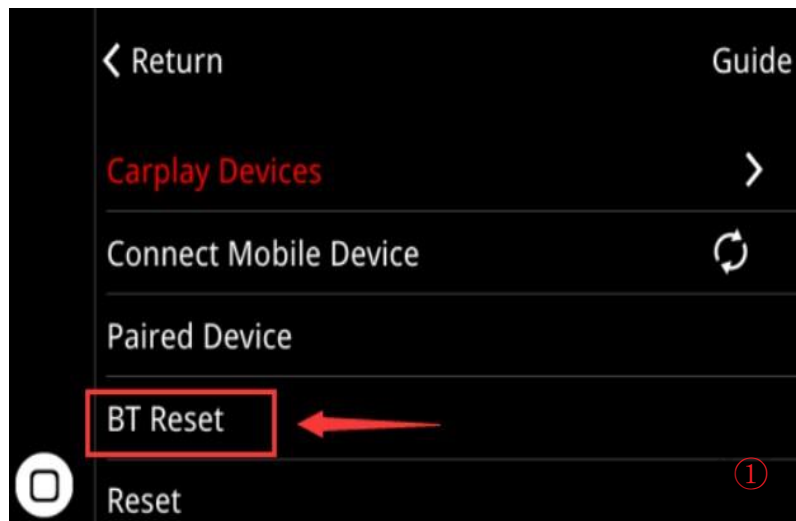 Return
Guide
Carplay Devices
Connect Mobile Device
Paired Device
BT Reset
①
Reset